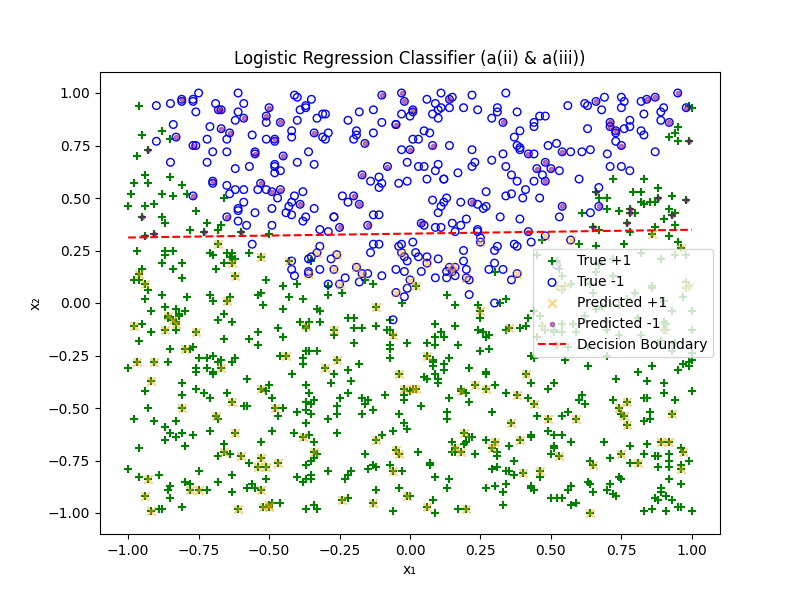 Logistic Regression Classifier (a(ii) & a(iii))
1.00
0.75
0.50
0.25
0.00
−0.25
−0.50
−0.75
−1.00
x₂
True +1
True -1
Predicted +1
Predicted -1
Decision Boundary
−1.00 −0.75 −0.50 −0.25 0.00 0.25 0.50 0.75 1.00
x₁